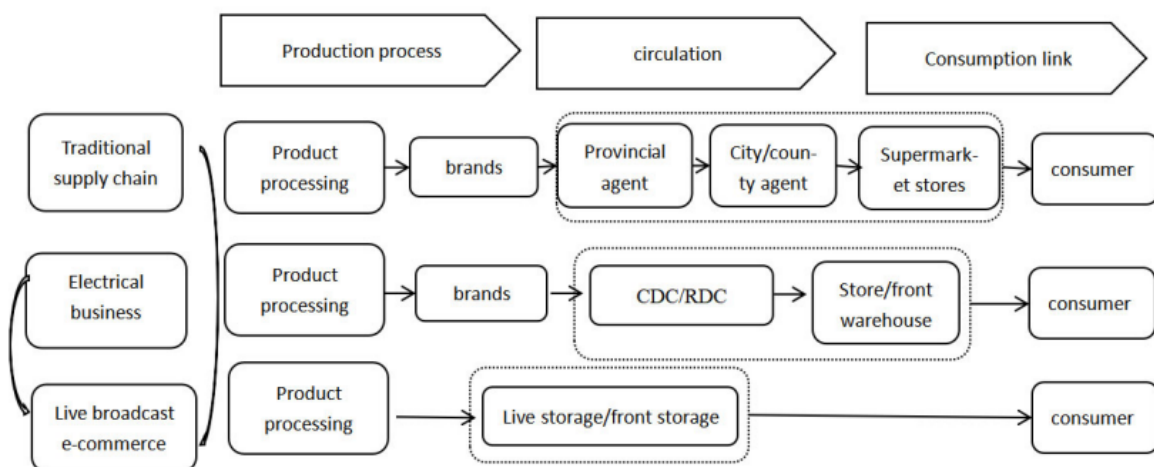 Production process
circulation
Consumption link
Traditional
supply chain
Product
processing
brands
Provincial
agent
City/coun-
ty agent
Supermark-
et stores
consumer
Electrical
business
Product
processing
brands
CDC/RDC
Store/front
warehouse
consumer
Live broadcast
e-commerce
Product
processing
Live storage/front storage
consumer